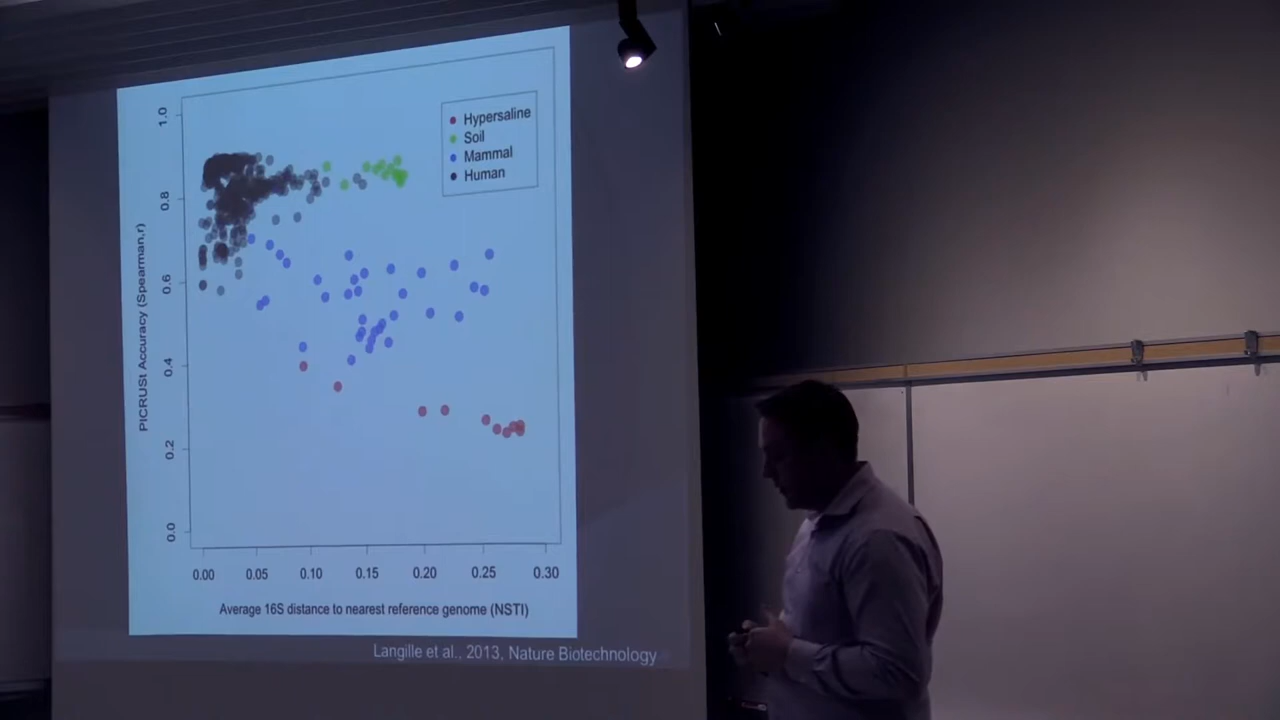 Hypersaline
Soil
Mammal
Human
PICRUSt Accuracy (Spearman,r)
1.0
0.8
0.6
0.4
0.2
0.0
0.00 0.05 0.10 0.15 0.20 0.25 0.30
Average 16S distance to nearest reference genome (NSTI)
Langille et al., 2013, Nature Biotechnology